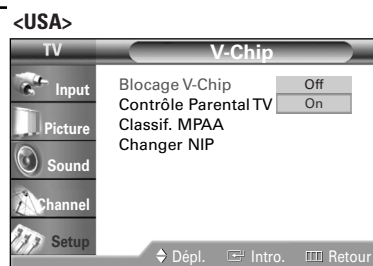 <USA>
TV V-Chip
Input
Picture
Sound
Channel
Setup
Blocage V-Chip Off
Contrôle Parental TV On
Classif. MPAA
Changer NIP
Dépl. Intro. Retour